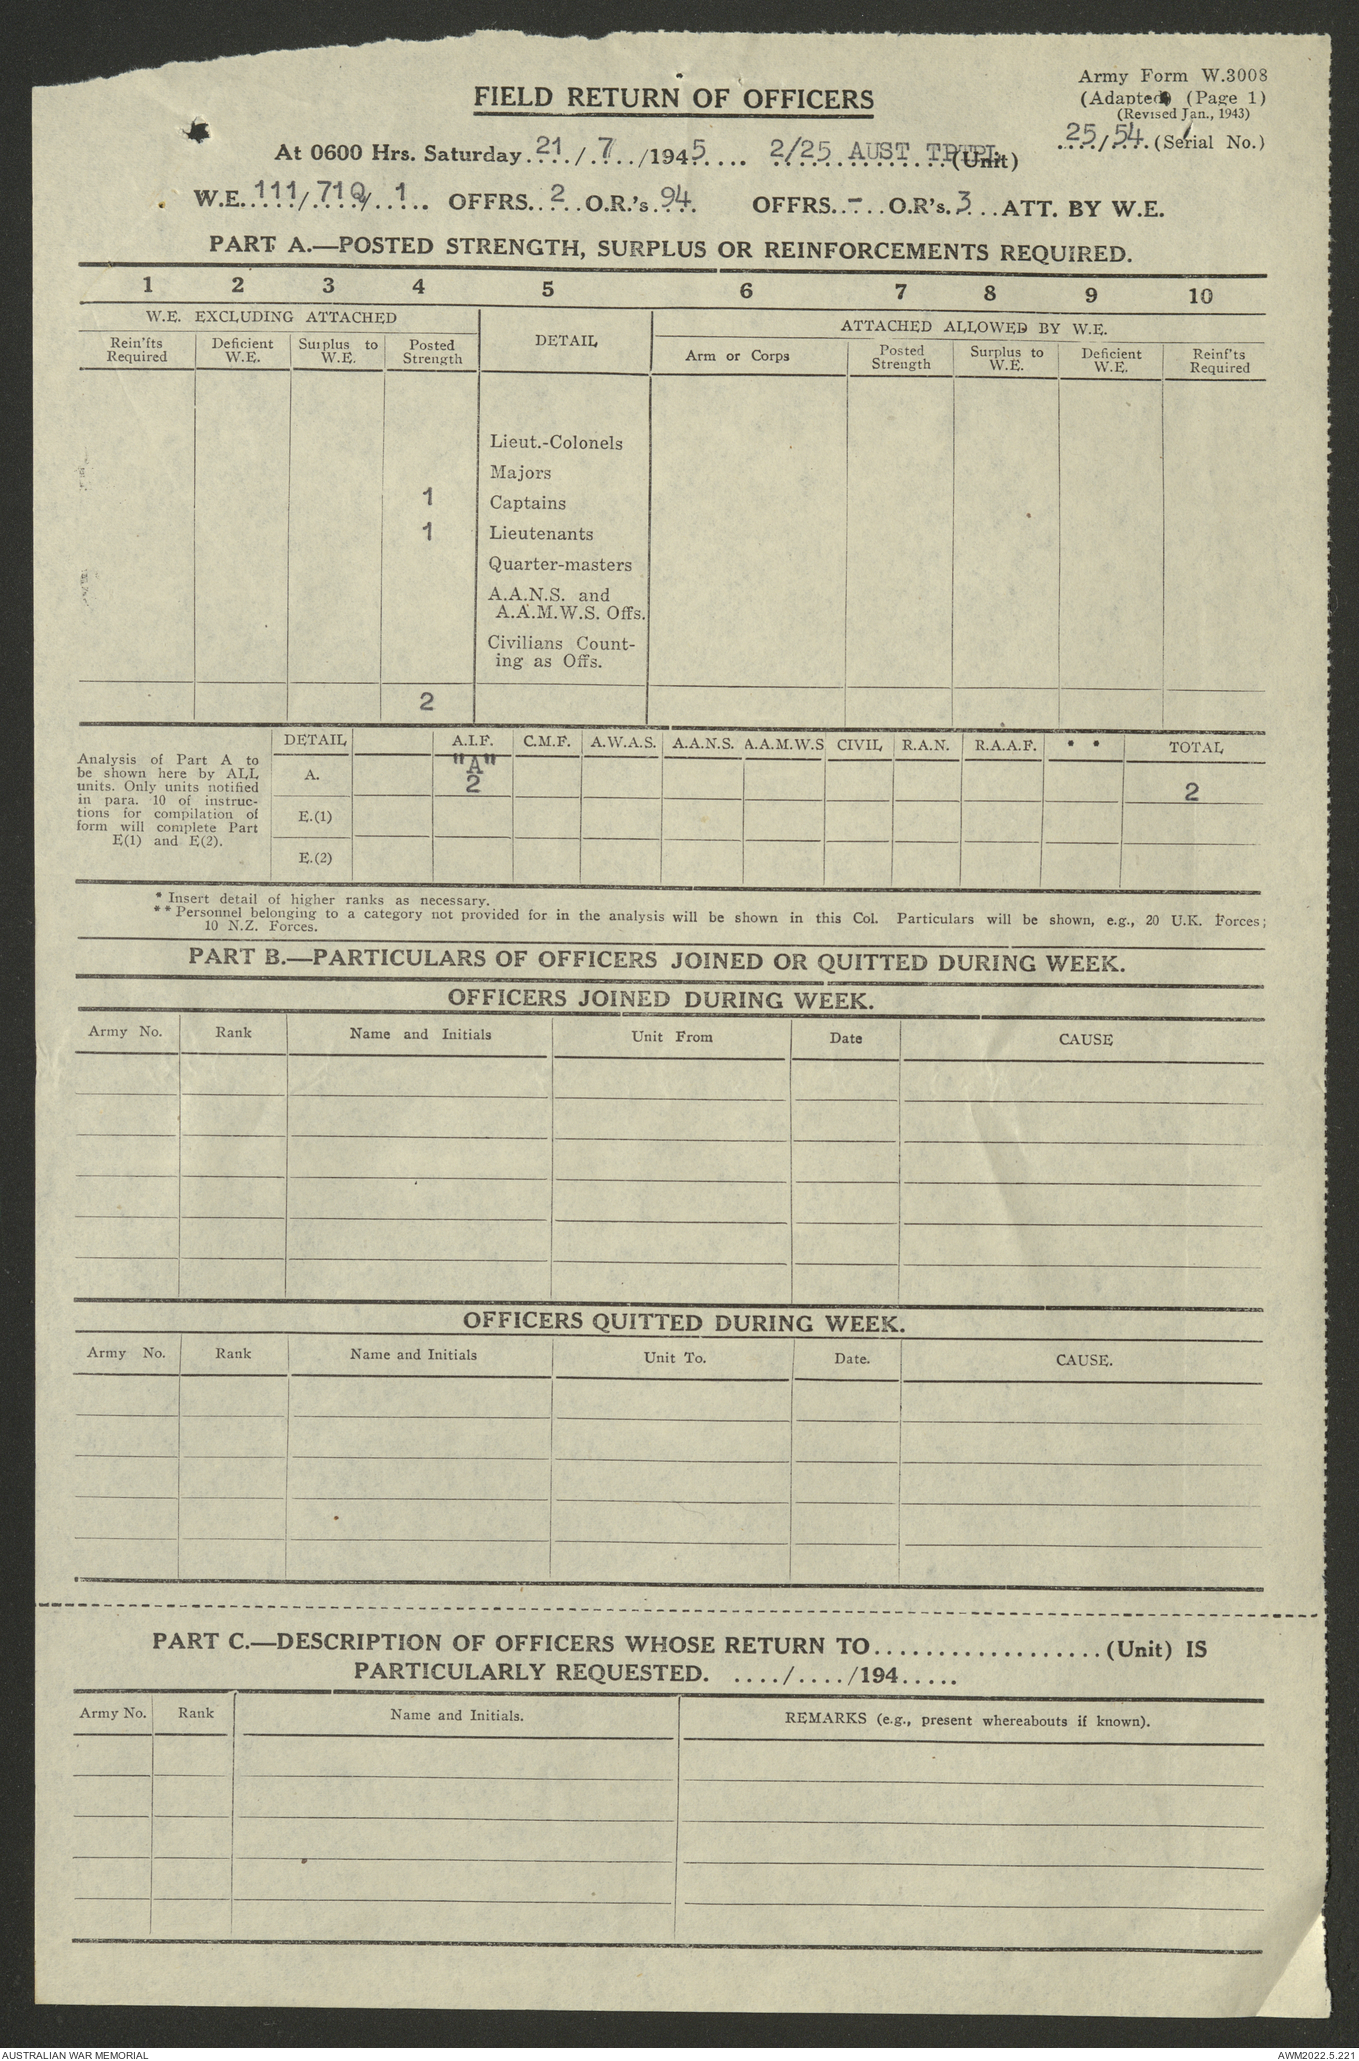 Army Form W.3008
FIELD RETURN OF OFFICERS
(Adapted) (Page 1)
(Revised Jan., 1943)
25/54 (Serial No.)
At 0600 Hrs. Saturday 21/7/1945 2/25 AUST (Unit)
W.E. 111/71Q/1 OFFRS. 2 O.R.'s 94. OFFRS. - O.R's. 3 ATT. BY W.E.
PART A.—POSTED STRENGTH, SURPLUS OR REINFORCEMENTS REQUIRED.
1 2 3 4 5 6 7 8 9 10
W.E. EXCLUDING ATTACHED DETAIL ATTACHED ALLOWED BY W.E.
Rein'fts Required Deficient W.E. Surplus to W.E. Posted Strength Arm or Corps Posted Strength Surplus to W.E. Deficient W.E. Reinf'ts Required
Lieut.-Colonels
Majors
1 Captains
1 Lieutenants
Quarter-masters
A.A.N.S. and
A.A.M.W.S. Offs.
Civilians Count-
ing as Offs.
2
DETAIL A.I.F. C.M.F. A.W.A.S. A.A.N.S. A.A.M.W.S CIVIL R.A.N. R.A.A.F. * * TOTAL
Analysis of Part A to
be shown here by ALL
units. Only units notified
in para. 10 of instruc-
tions for compilation of
form will complete Part
E(1) and E(2).
A. "A" 2 2
E.(1)
E.(2)
* Insert detail of higher ranks as necessary.
** Personnel belonging to a category not provided for in the analysis will be shown in this Col. Particulars will be shown, e.g., 20 U.K. Forces;
10 N.Z. Forces.
PART B.—PARTICULARS OF OFFICERS JOINED OR QUITTED DURING WEEK.
OFFICERS JOINED DURING WEEK.
Army No. Rank Name and Initials Unit From Date CAUSE
OFFICERS QUITTED DURING WEEK.
Army No. Rank Name and Initials Unit To. Date. CAUSE.
PART C.—DESCRIPTION OF OFFICERS WHOSE RETURN TO...................(Unit) IS
PARTICULARLY REQUESTED. ..../..../194.....
Army No. Rank Name and Initials. REMARKS (e.g., present whereabouts if known).
AUSTRALIAN WAR MEMORIAL AWM2022.5.221